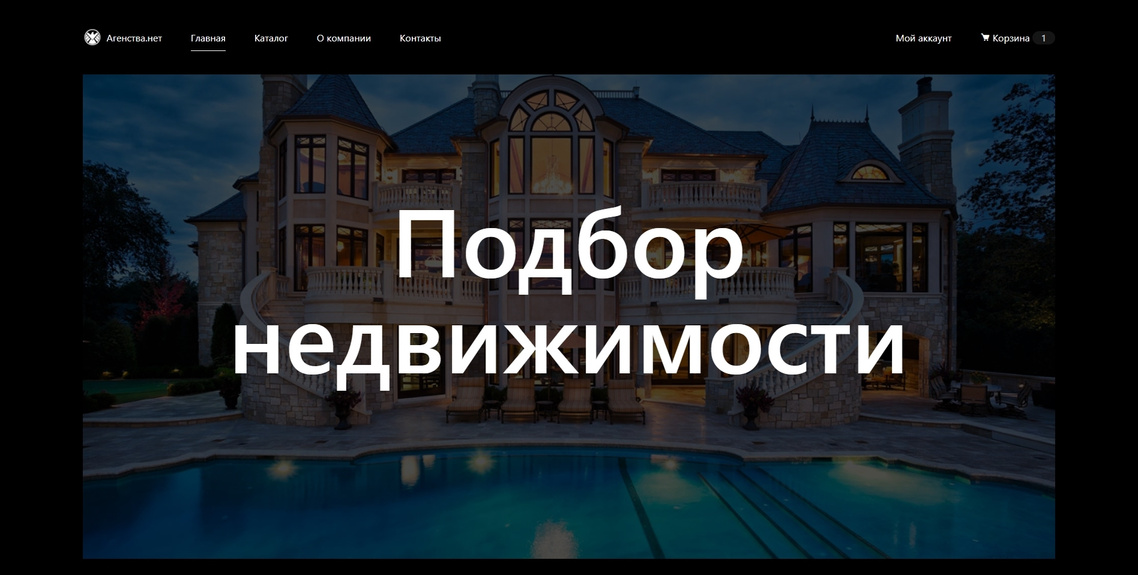 Агенства.нет Главная Каталог О компании Контакты Мой аккаунт Корзина 1
Подбор
недвижимости